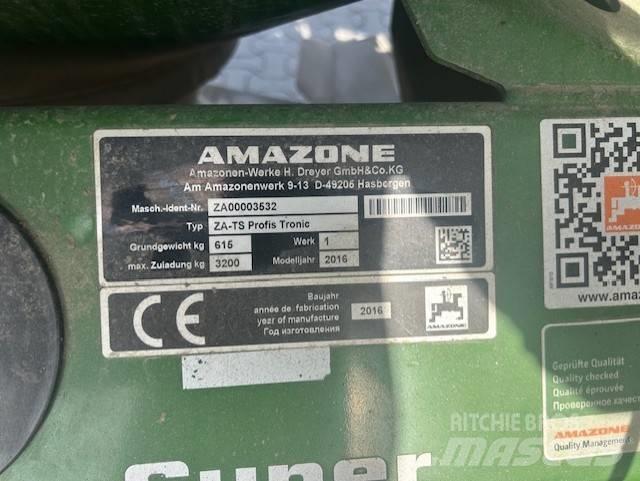 AMAZONE
Amazonen-Werke H. Dreyer GmbH&Co.KG
Am Amazonenwerk 9-13 D-49205 Hasbergen
Masch.-Ident-Nr. ZA00003532
Typ ZA-TS Profis Tronic
Grundgewicht kg 615 Werk 1
max. Zuladung kg 3200 Modelljahr 2016
CE
Baujahr
année de fabrication
year of manufacture
Год изготовления
2016
AMAZONE
www.amaz
Geprüfte Qualität
Quality checked
Qualité éprouvée
Проверенное качест
AMAZONE
Quality Management
Super
RITCHIE BR
MASCUS